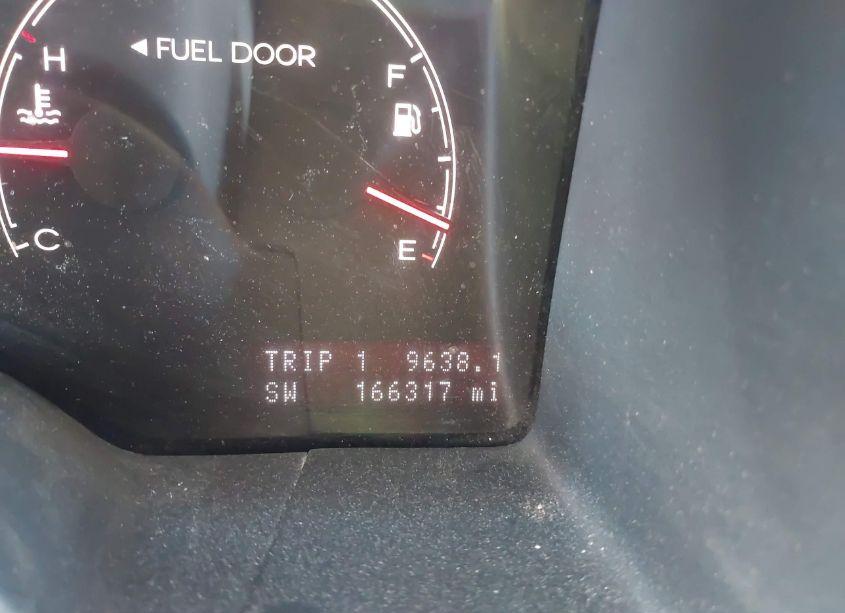 ◄ FUEL DOOR
H
F
C
E
TRIP 1 9638.1
SW 166317 mi